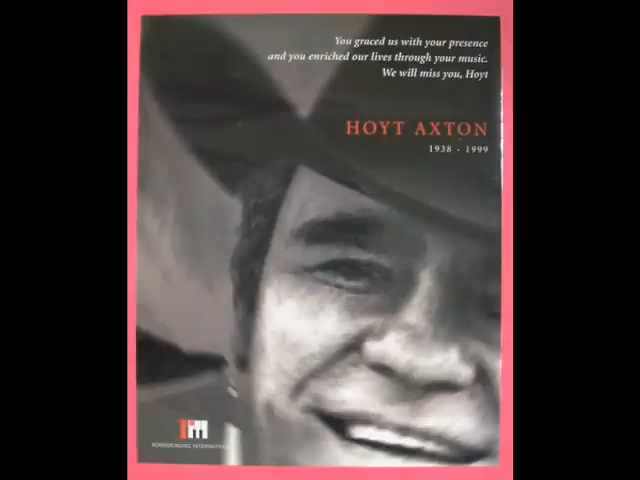 You graced us with your presence
and you enriched our lives through your music.
We will miss you, Hoyt
HOYT AXTON
1938 - 1999